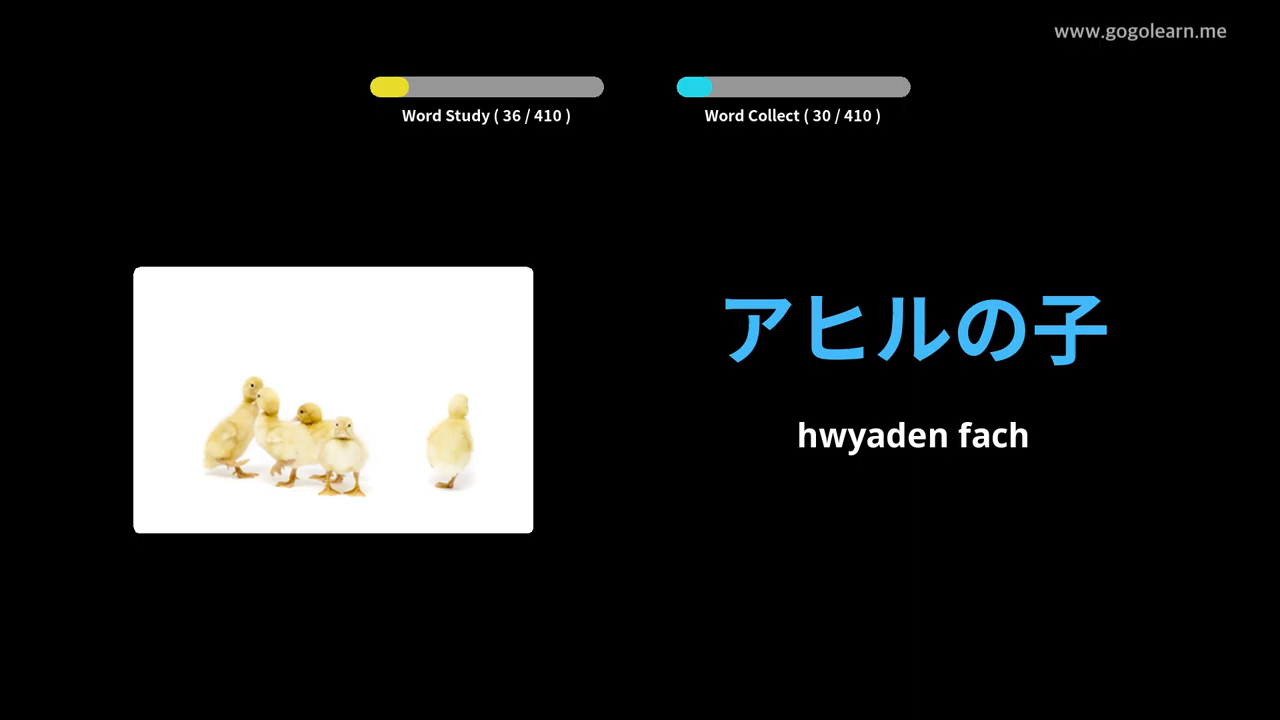 www.gogolearn.me
Word Study ( 36 / 410 )
Word Collect ( 30 / 410 )
アヒルの子
hwyaden fach